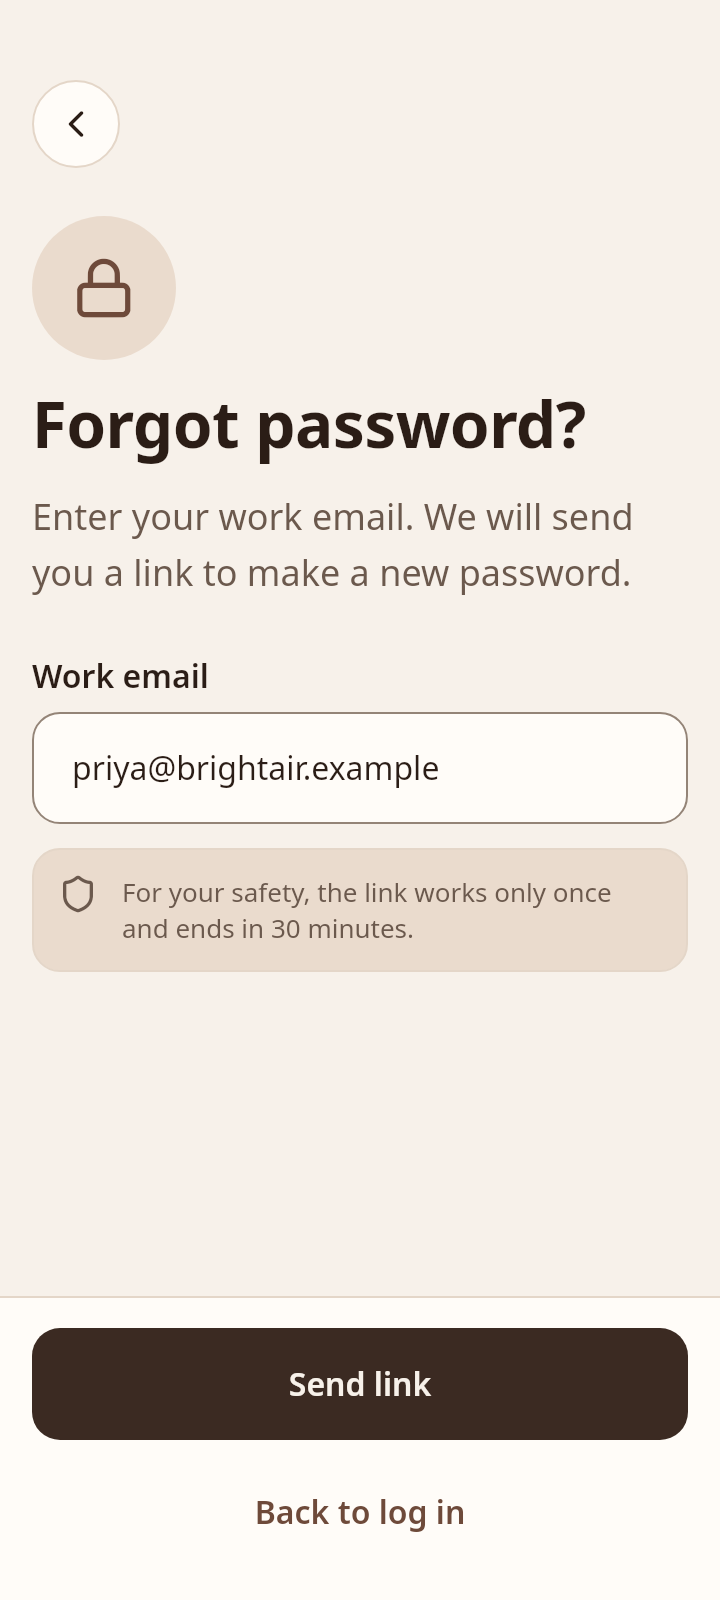 Forgot password?
Enter your work email. We will send
you a link to make a new password.
Work email
priya@brightair.example
For your safety, the link works only once
and ends in 30 minutes.
Send link
Back to log in